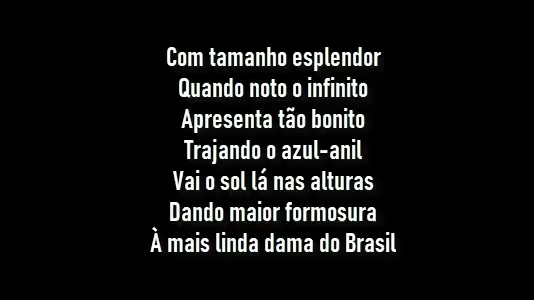 Com tamanho esplendor
Quando noto o infinito
Apresenta tão bonito
Trajando o azul-anil
Vai o sol lá nas alturas
Dando maior formosura
À mais linda dama do Brasil